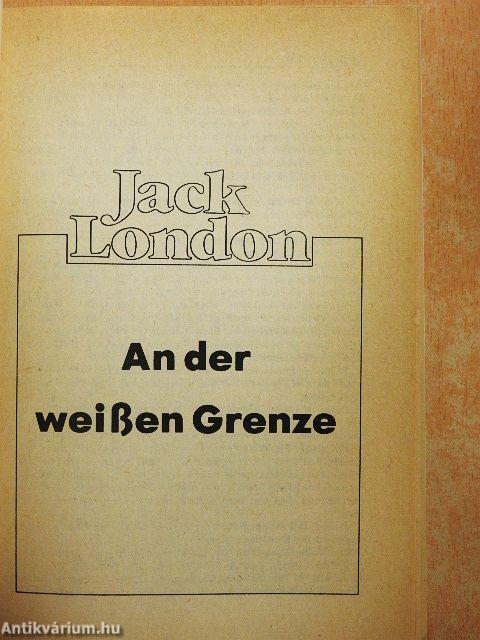 Jack
London
An der
weißen Grenze
Antikvárium.hu